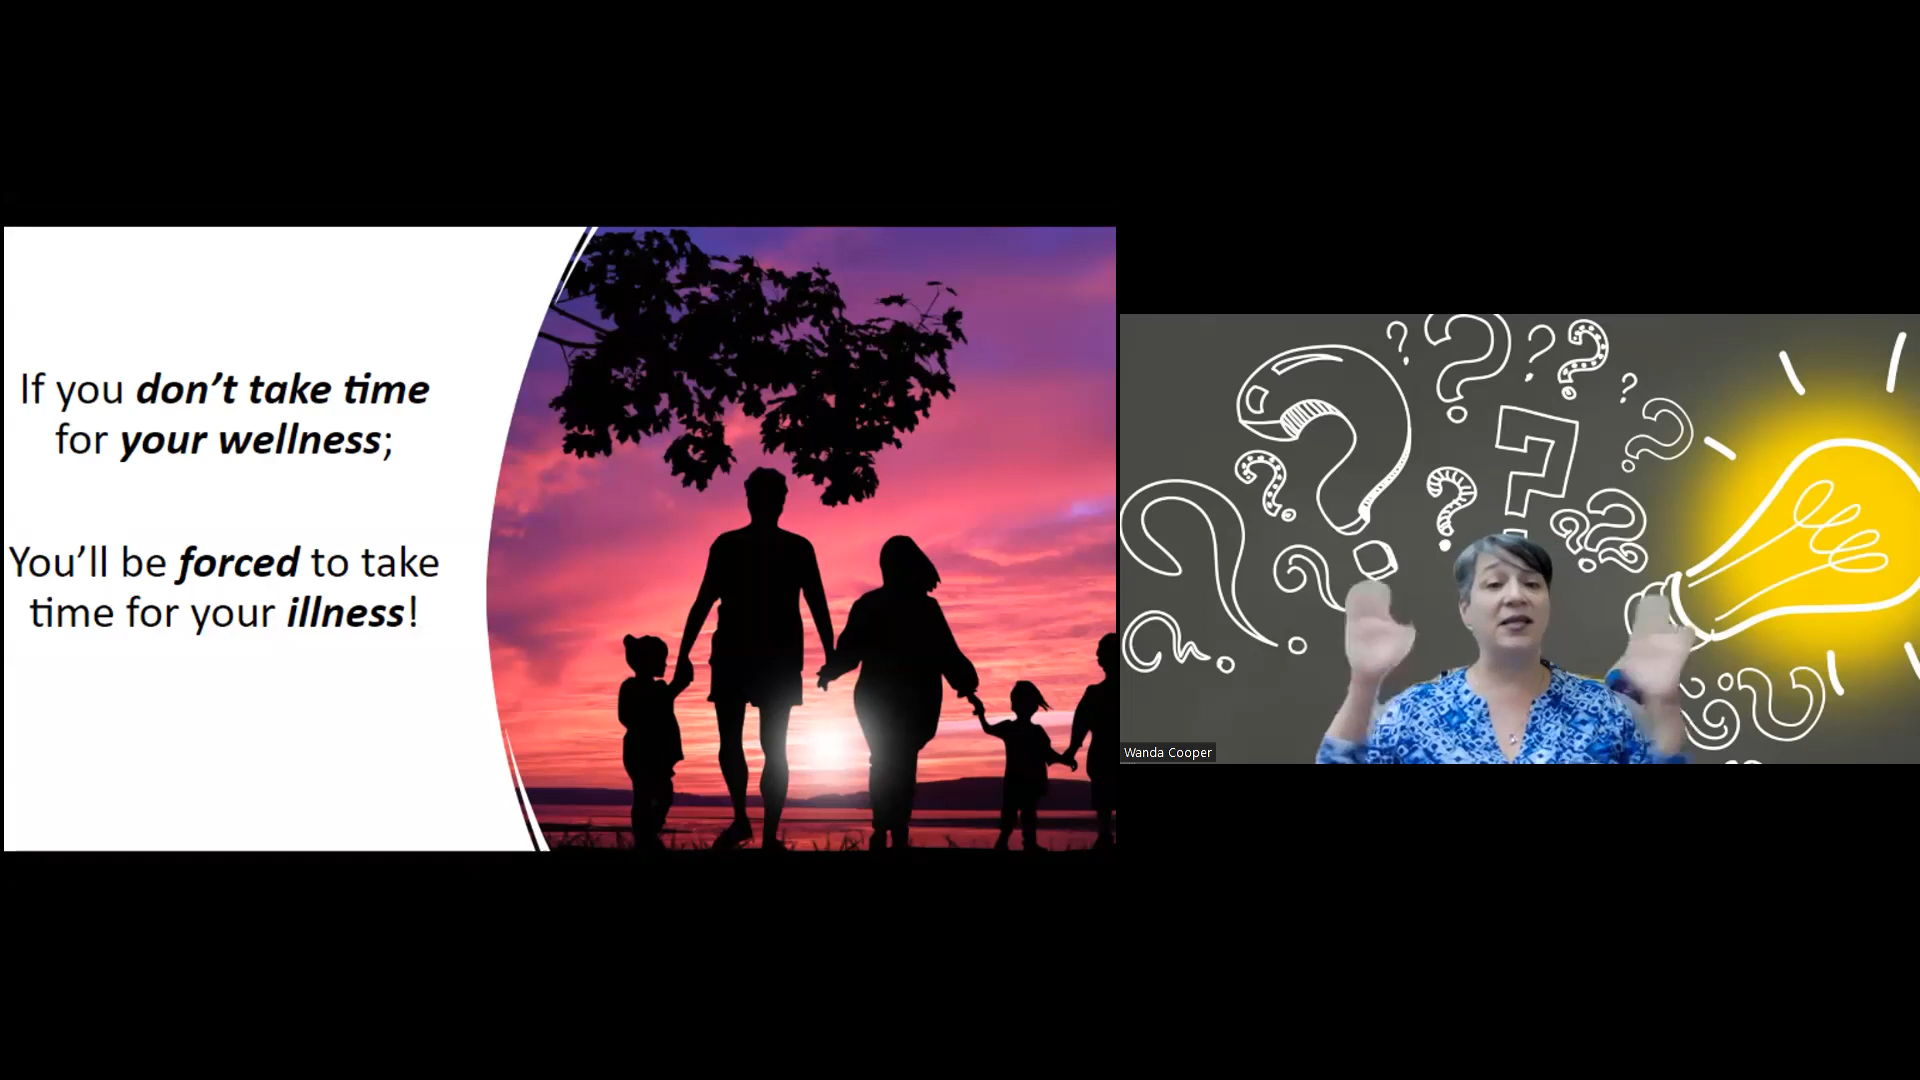 If you don't take time
for your wellness;
You'll be forced to take
time for your illness!
Wanda Cooper